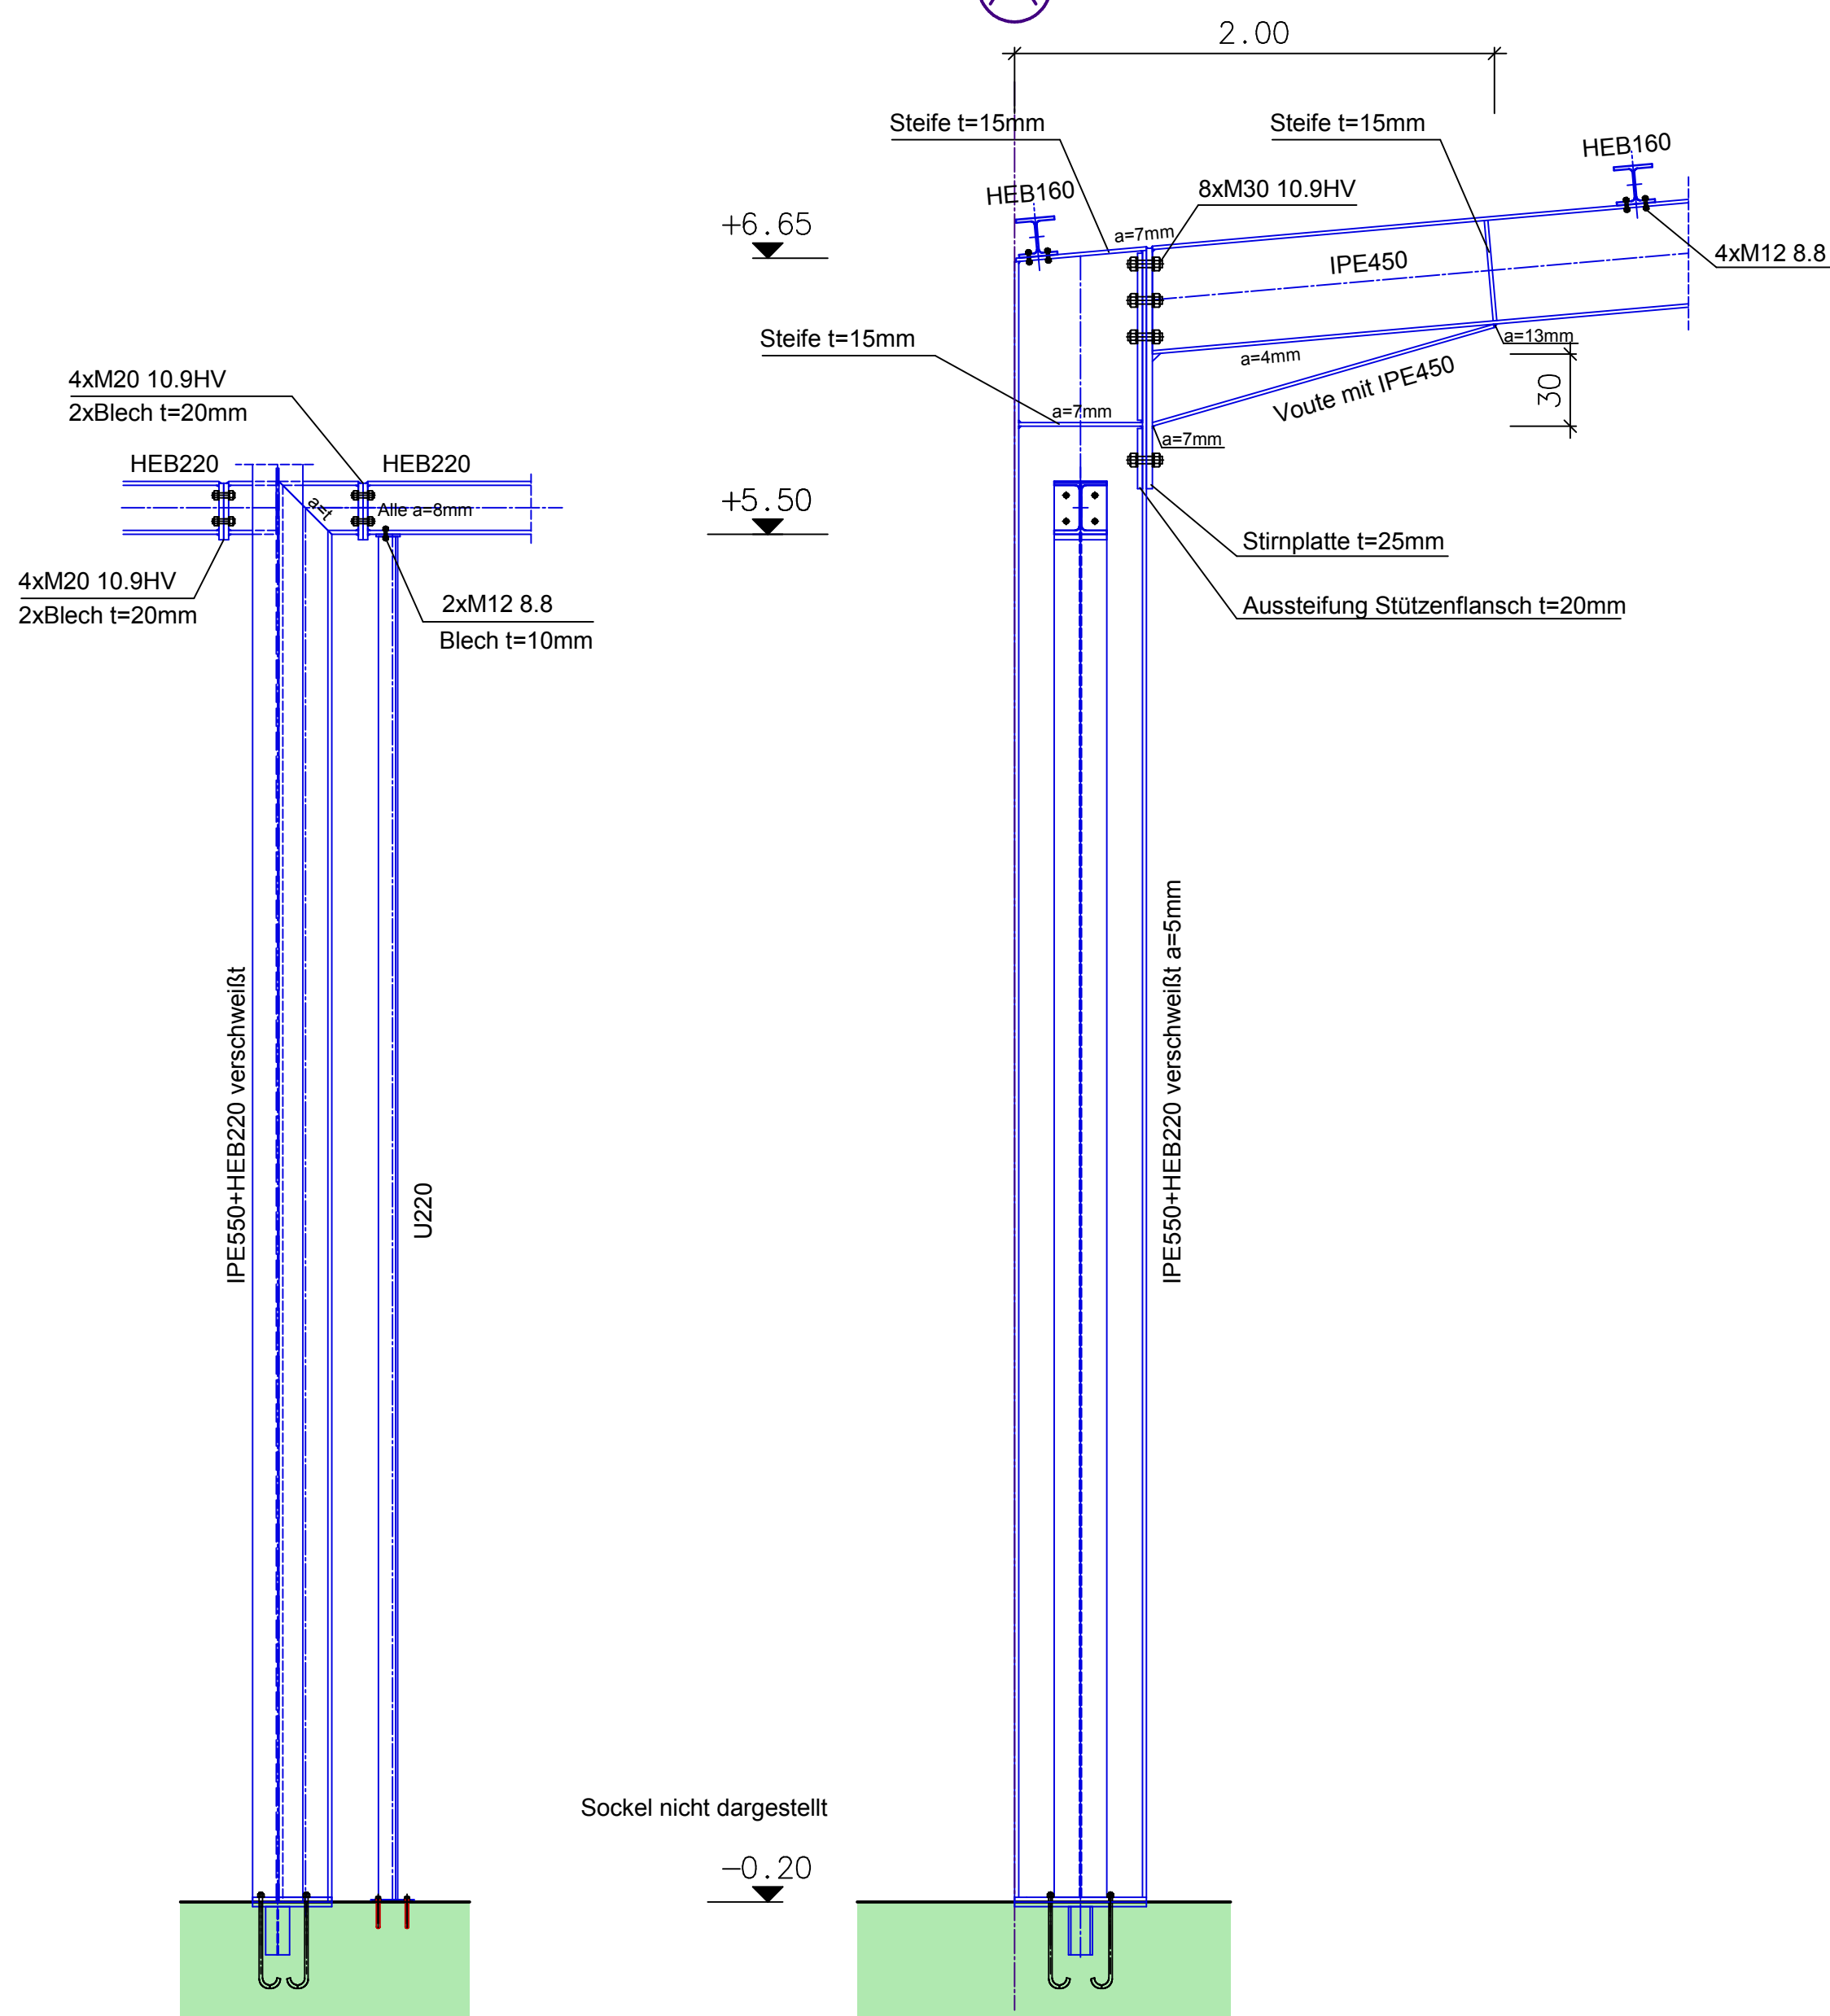 2.00
Steife t=15mm
Steife t=15mm
HEB160
HEB160
8xM30 10.9HV
+6.65
a=7mm
4xM12 8.8
IPE450
Steife t=15mm
a=13mm
a=4mm
4xM20 10.9HV
2xBlech t=20mm
Voute mit IPE450
30
a=7mm
a=7mm
HEB220
HEB220
+5.50
a=t
Alle a=8mm
Stirnplatte t=25mm
4xM20 10.9HV
2xBlech t=20mm
2xM12 8.8
Blech t=10mm
Aussteifung Stützenflansch t=20mm
IPE550+HEB220 verschweißt
U220
IPE550+HEB220 verschweißt a=5mm
Sockel nicht dargestellt
−0.20